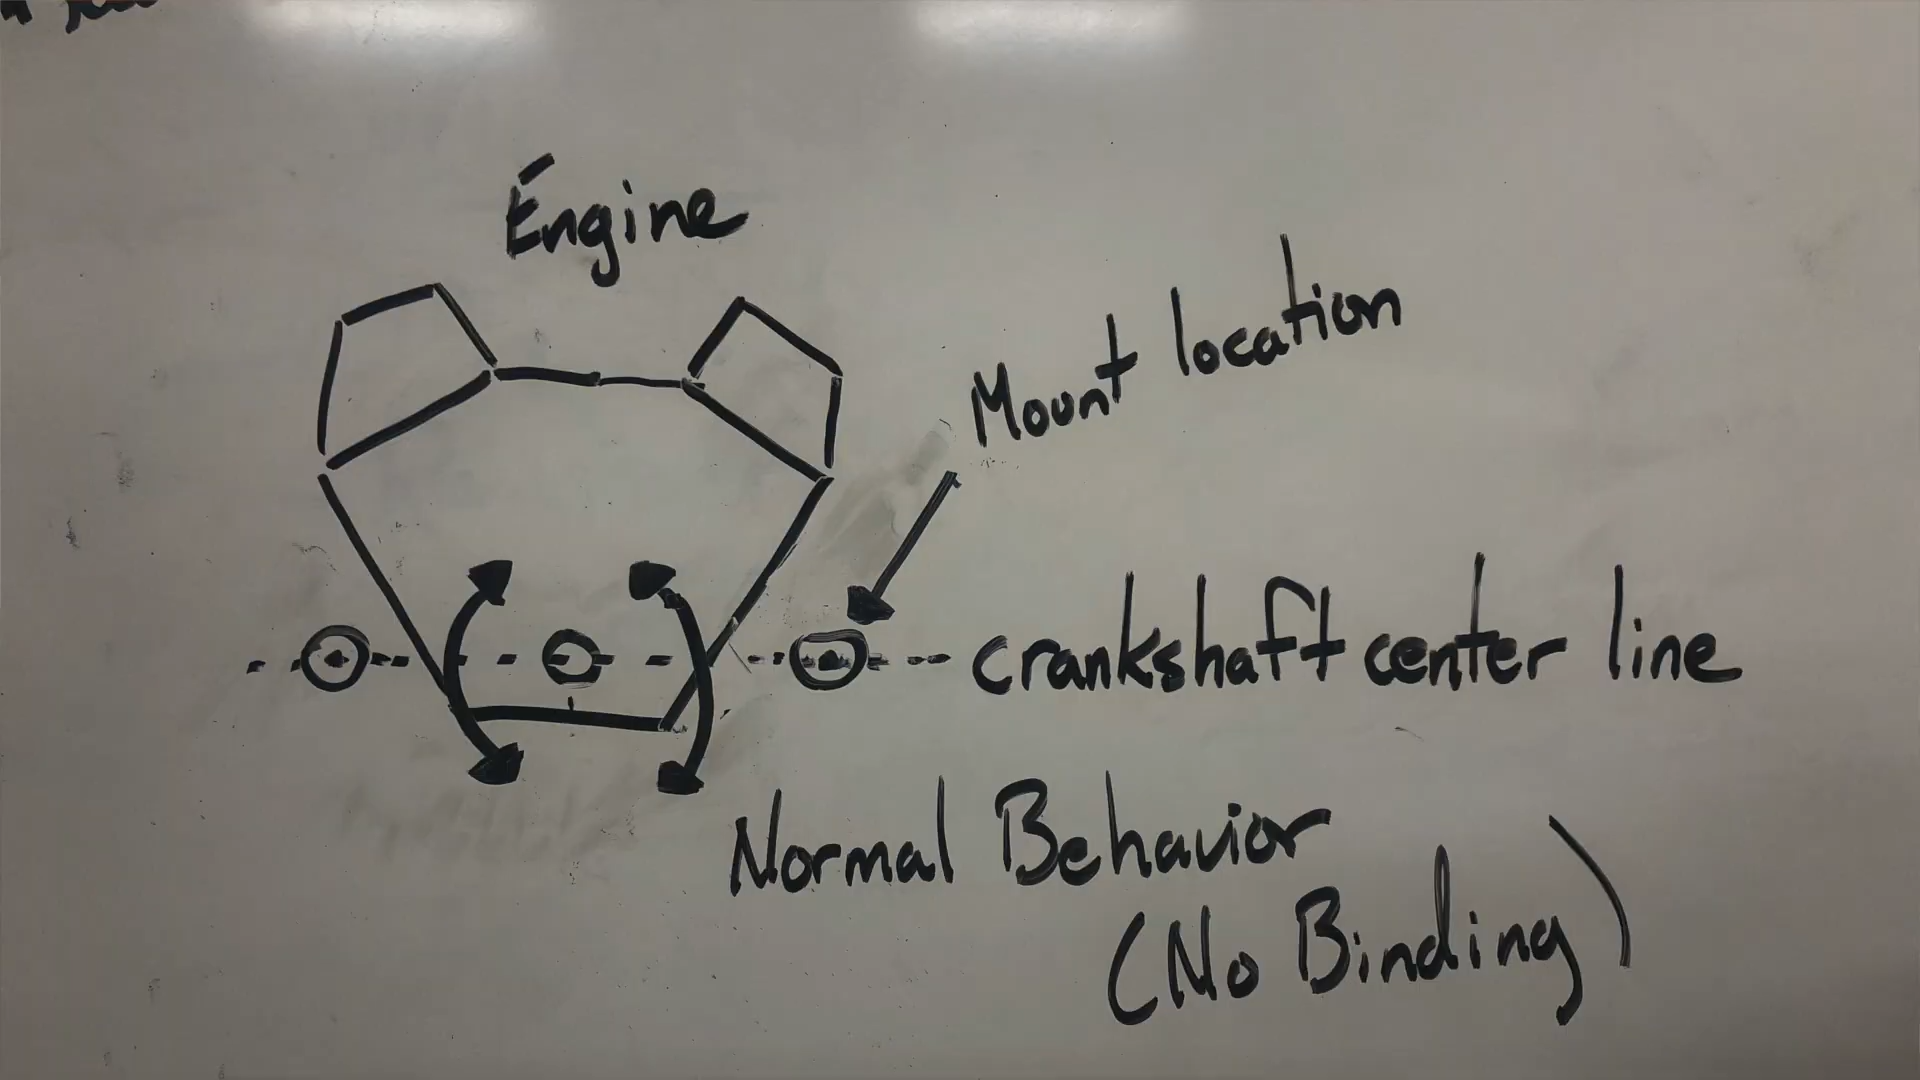 Engine
Mount location
crankshaft center line
Normal Behavior
(No Binding)